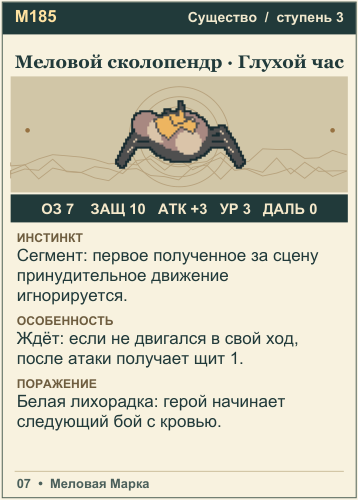 М185
Существо / ступень 3
Меловой сколопендр · Глухой час
ОЗ 7 ЗАЩ 10 АТК +3 УР 3 ДАЛЬ 0
ИНСТИНКТ
Сегмент: первое полученное за сцену
принудительное движение
игнорируется.
ОСОБЕННОСТЬ
Ждёт: если не двигался в свой ход,
после атаки получает щит 1.
ПОРАЖЕНИЕ
Белая лихорадка: герой начинает
следующий бой с кровью.
07 • Меловая Марка